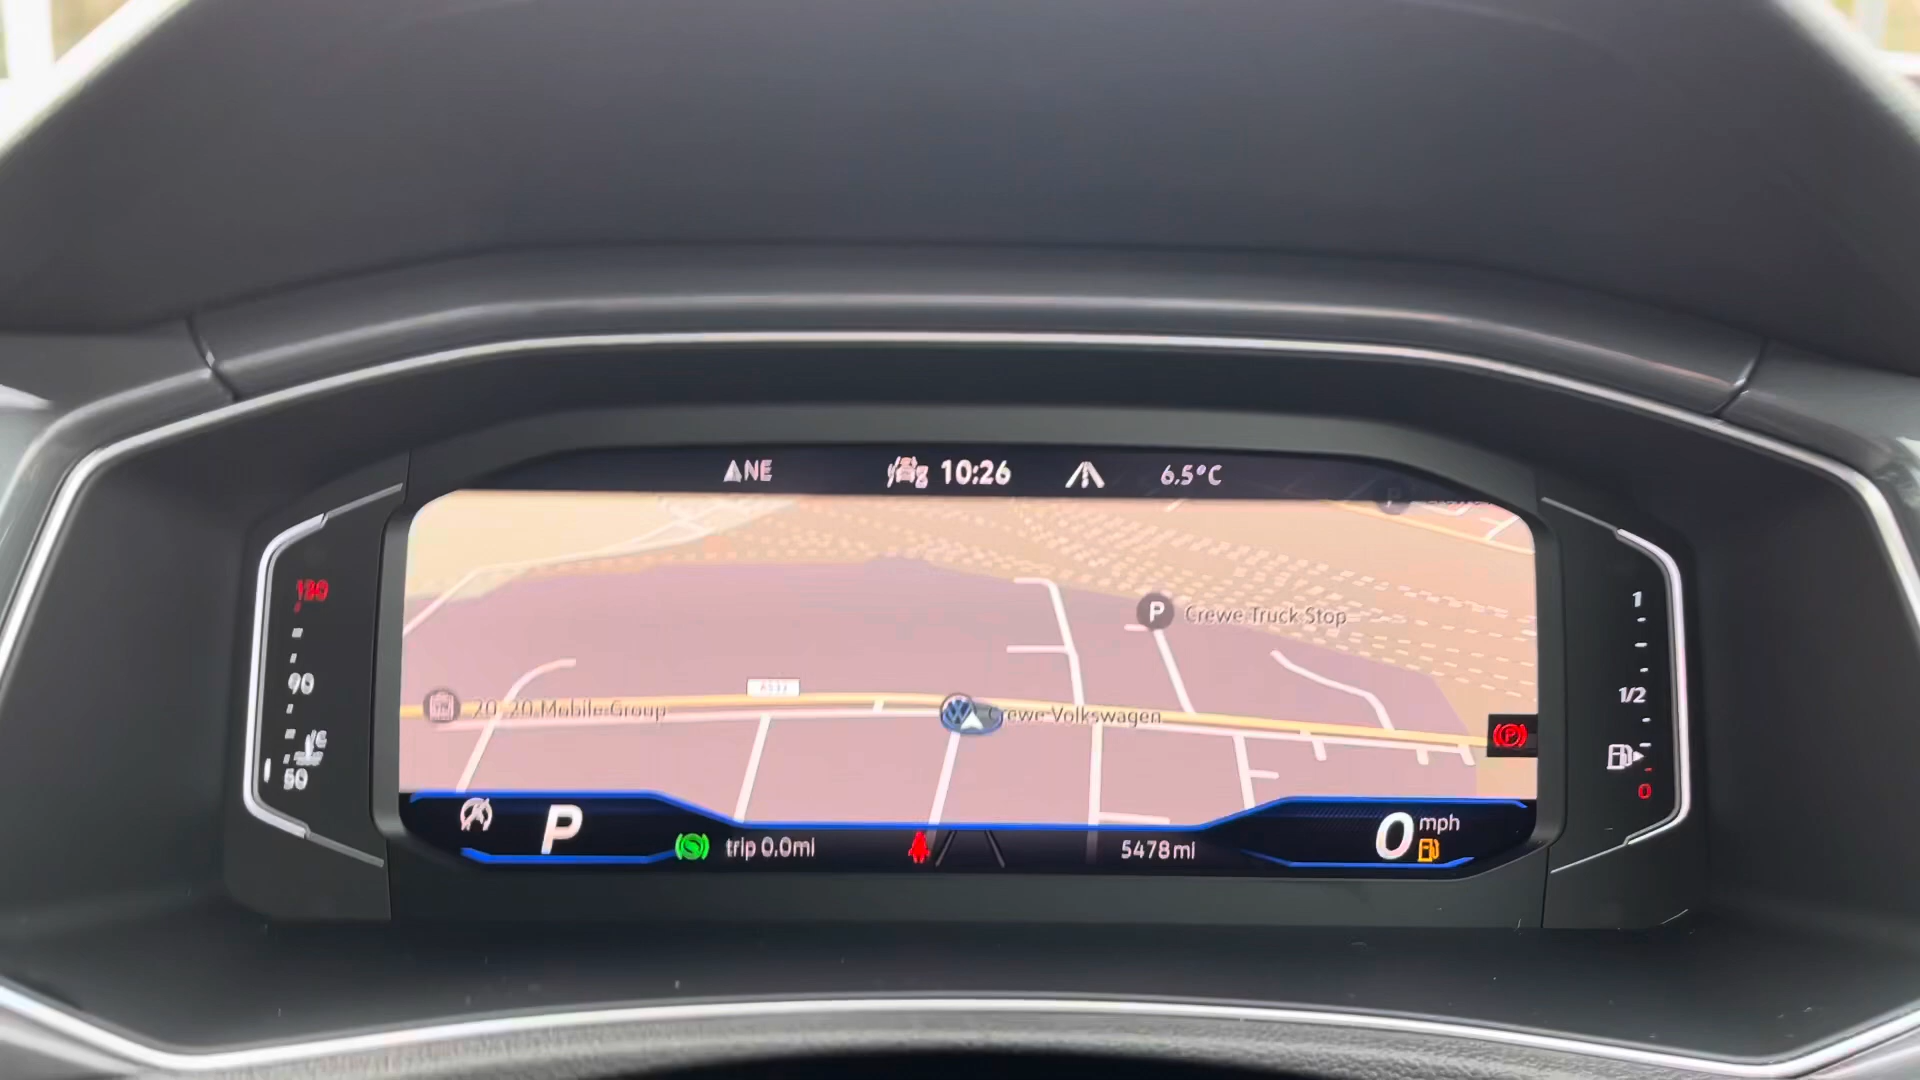 NE 10:26 6.5°C
130
90
50
1
1/2
0
P Crewe Truck Stop
20:20 Mobile Group
Crewe Volkswagen
P
P trip 0.0mi 5478mi 0 mph